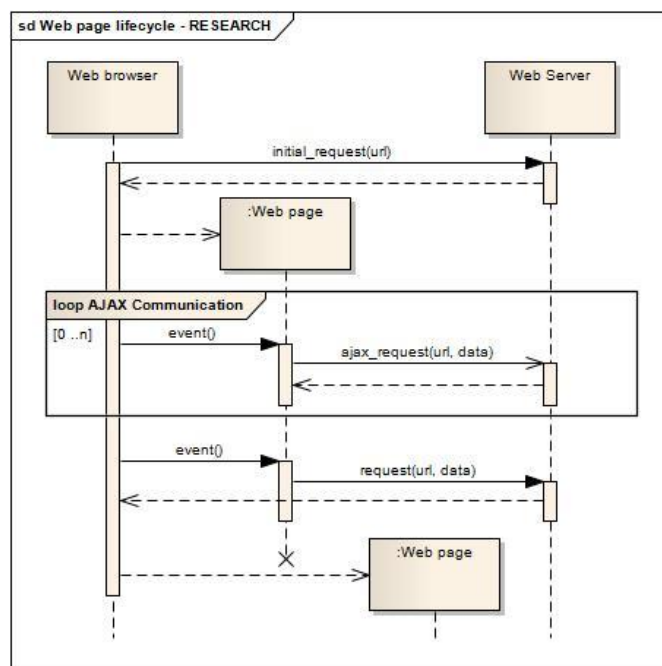 sd Web page lifecycle - RESEARCH
Web browser
Web Server
initial_request(url)
:Web page
loop AJAX Communication
[0 ..n]
event()
ajax_request(url, data)
event()
request(url, data)
:Web page